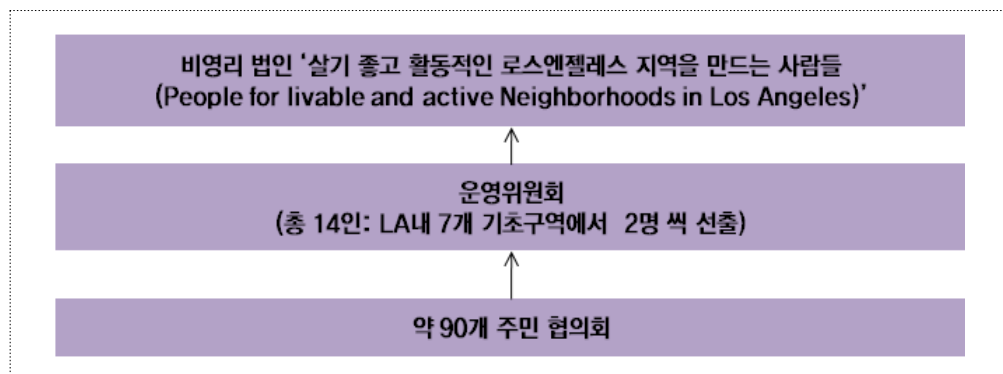 비영리 법인 ‘살기 좋고 활동적인 로스엔젤레스 지역을 만드는 사람들
(People for livable and active Neighborhoods in Los Angeles)’
운영위원회
(총 14인: LA내 7개 기초구역에서 2명 씩 선출)
약 90개 주민 협의회